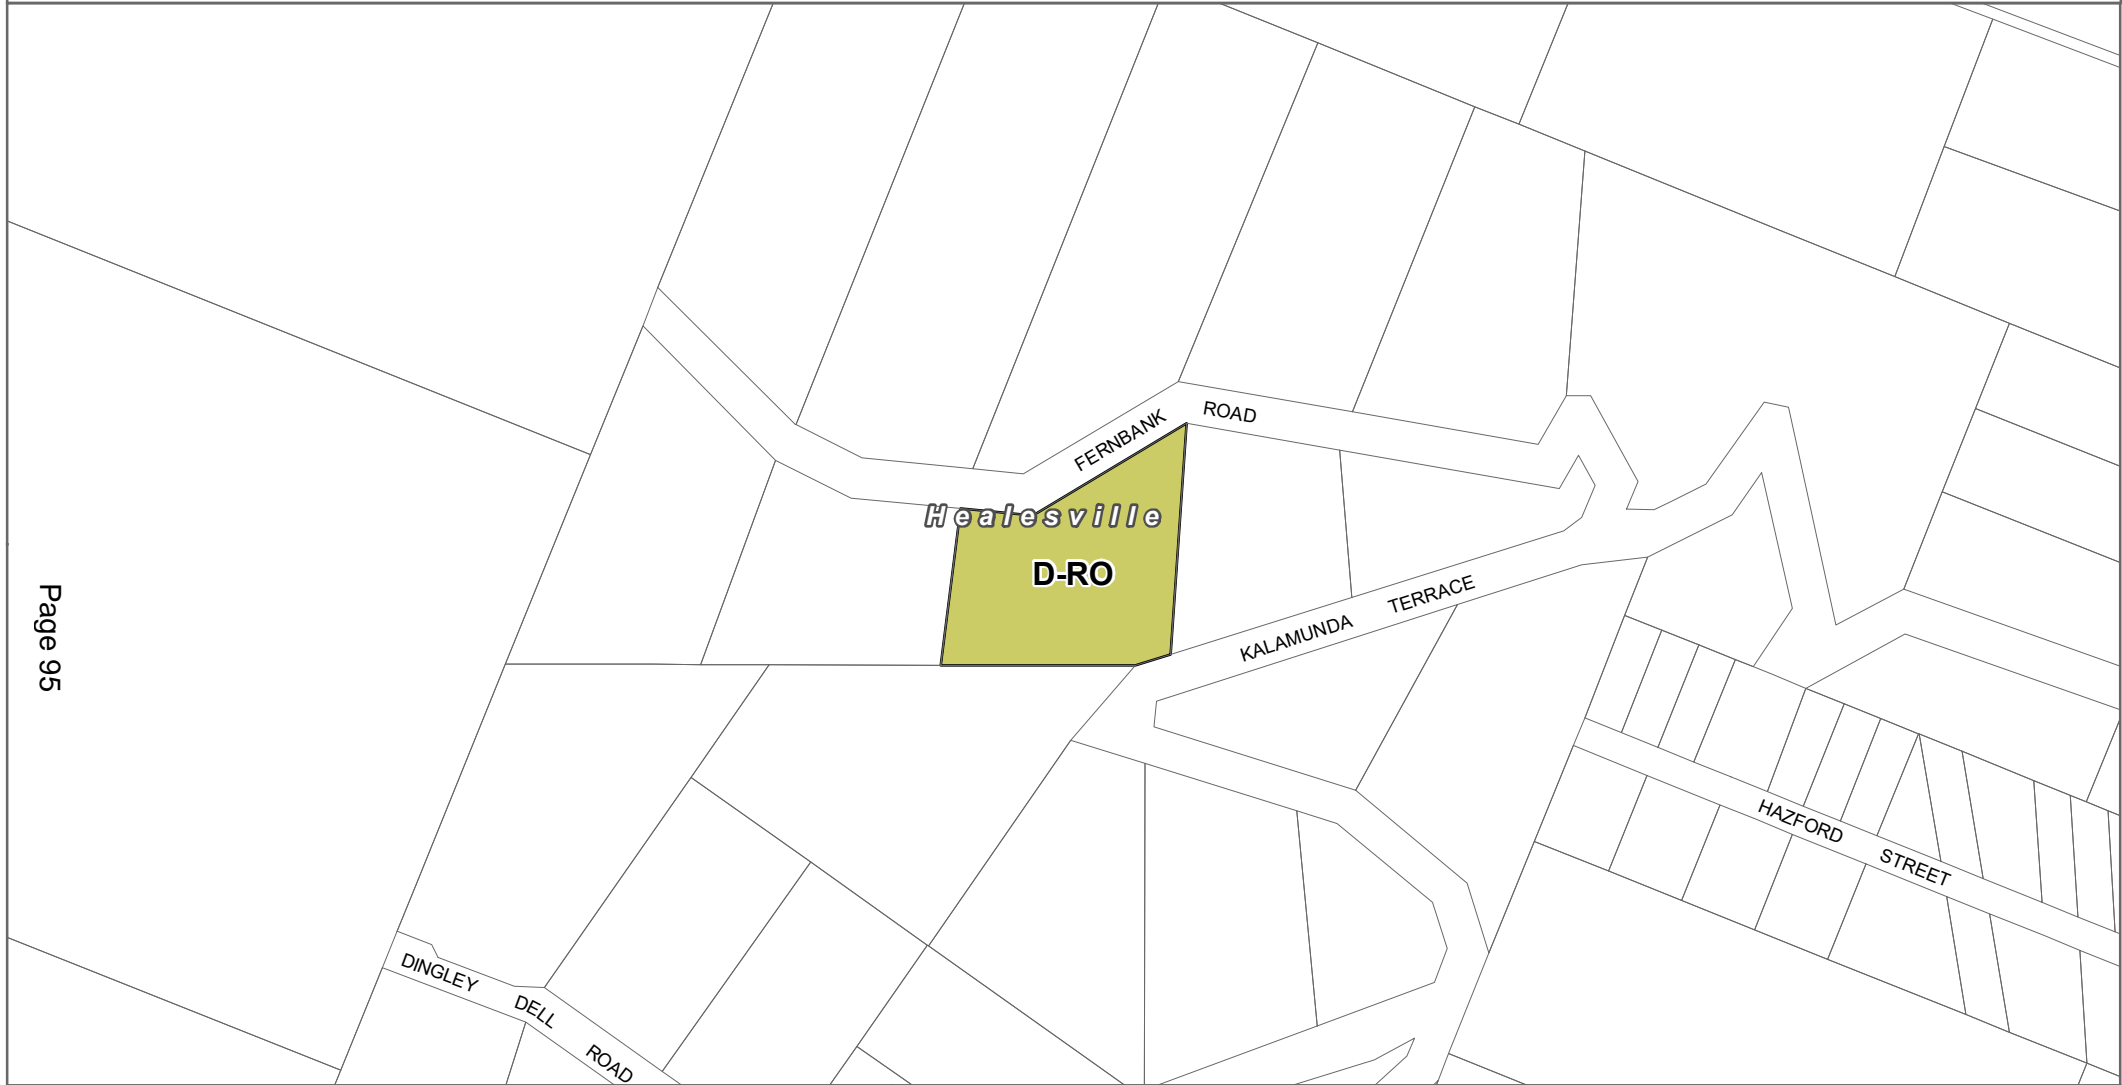 FERNBANK ROAD
Healesville
D-RO
KALAMUNDA TERRACE
Page 95
HAZFORD STREET
DINGLEY DELL ROAD